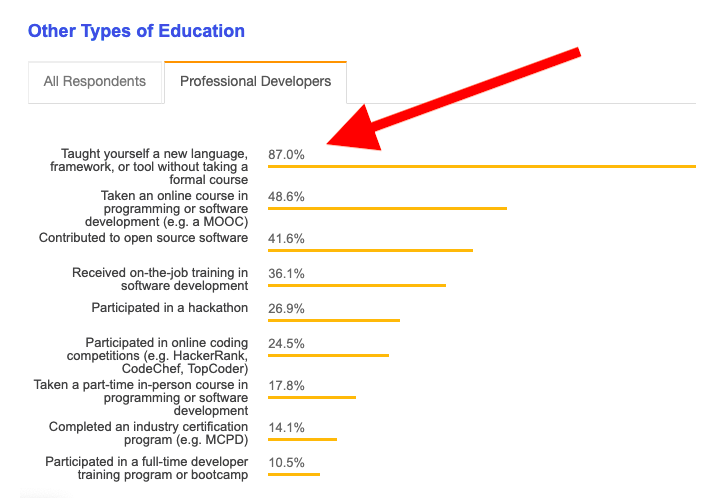 Other Types of Education
All Respondents
Professional Developers
Taught yourself a new language,
framework, or tool without taking a
formal course
87.0%
Taken an online course in
programming or software
development (e.g. a MOOC)
48.6%
Contributed to open source software
41.6%
Received on-the-job training in
software development
36.1%
Participated in a hackathon
26.9%
Participated in online coding
competitions (e.g. HackerRank,
CodeChef, TopCoder)
24.5%
Taken a part-time in-person course in
programming or software
development
17.8%
Completed an industry certification
program (e.g. MCPD)
14.1%
Participated in a full-time developer
training program or bootcamp
10.5%